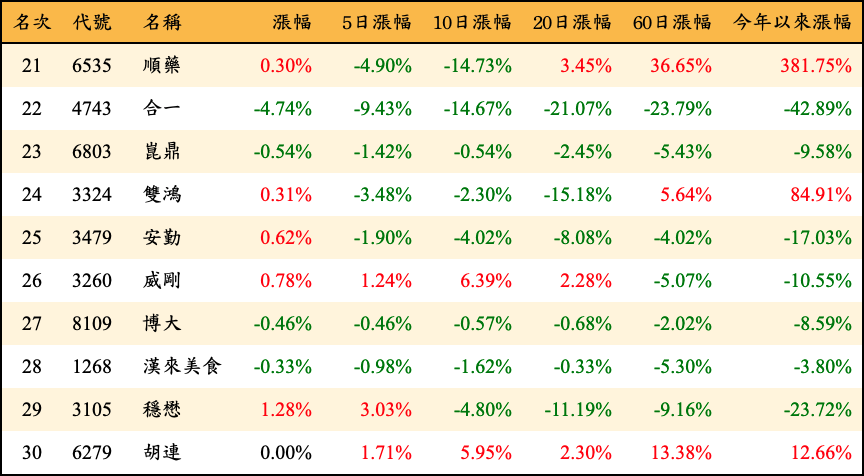 名次 代號 名稱 漲幅 5日漲幅 10日漲幅 20日漲幅 60日漲幅 今年以來漲幅
21 6535 順藥 0.30% -4.90% -14.73% 3.45% 36.65% 381.75%
22 4743 合一 -4.74% -9.43% -14.67% -21.07% -23.79% -42.89%
23 6803 崑鼎 -0.54% -1.42% -0.54% -2.45% -5.43% -9.58%
24 3324 雙鴻 0.31% -3.48% -2.30% -15.18% 5.64% 84.91%
25 3479 安勤 0.62% -1.90% -4.02% -8.08% -4.02% -17.03%
26 3260 威剛 0.78% 1.24% 6.39% 2.28% -5.07% -10.55%
27 8109 博大 -0.46% -0.46% -0.57% -0.68% -2.02% -8.59%
28 1268 漢來美食 -0.33% -0.98% -1.62% -0.33% -5.30% -3.80%
29 3105 穩懋 1.28% 3.03% -4.80% -11.19% -9.16% -23.72%
30 6279 胡連 0.00% 1.71% 5.95% 2.30% 13.38% 12.66%